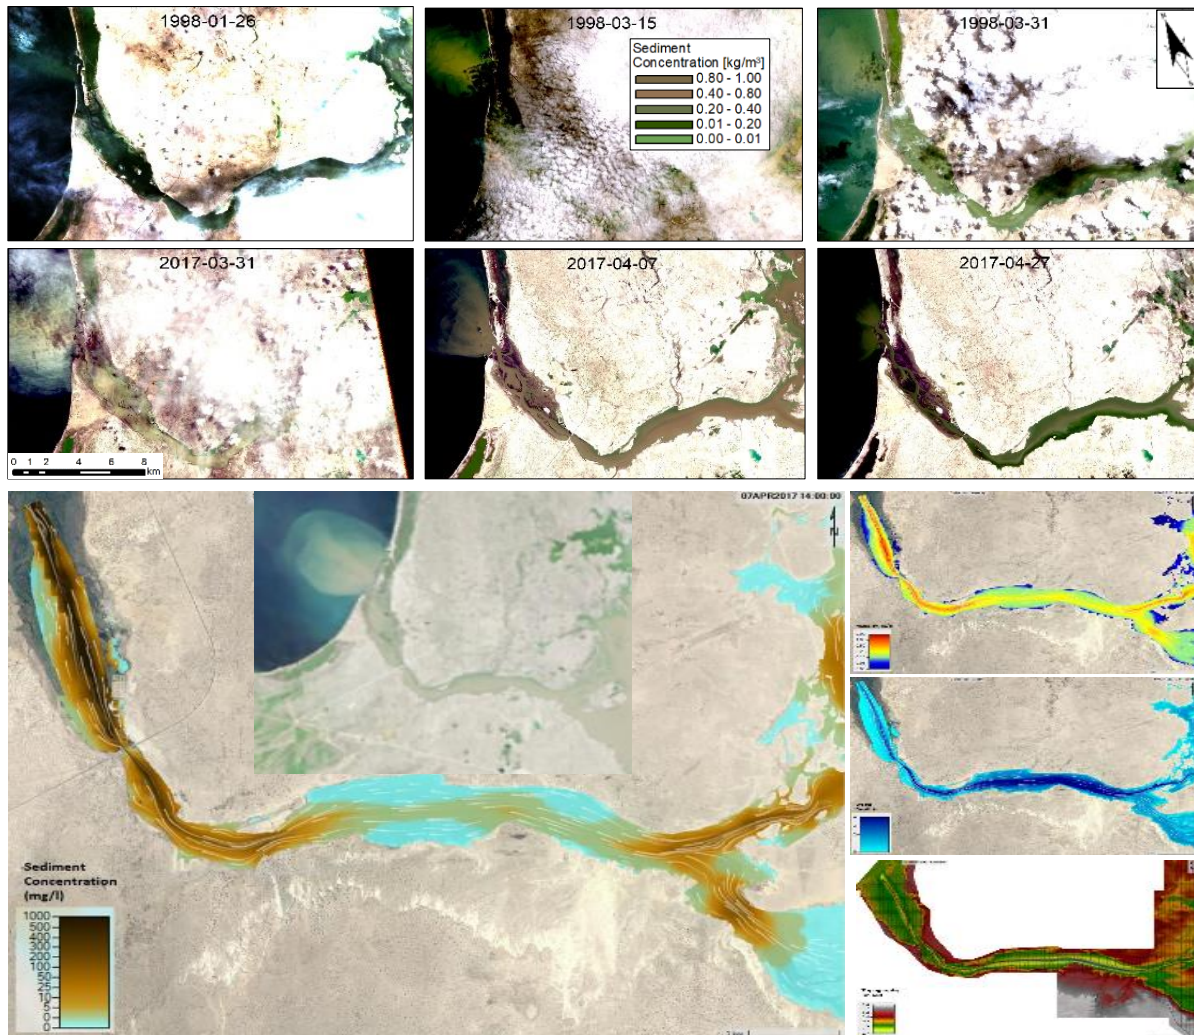 1998-01-26
1998-03-15
1998-03-31
Sediment
Concentration [kg/m³]
0.80 - 1.00
0.40 - 0.80
0.20 - 0.40
0.01 - 0.20
0.00 - 0.01
2017-03-31
2017-04-07
2017-04-27
0 1 2 4 6 8
km
07APR2017 14:00:00
N
Sediment
Concentration
(mg/l)
1000
500
400
300
200
100
50
25
10
5
0
0